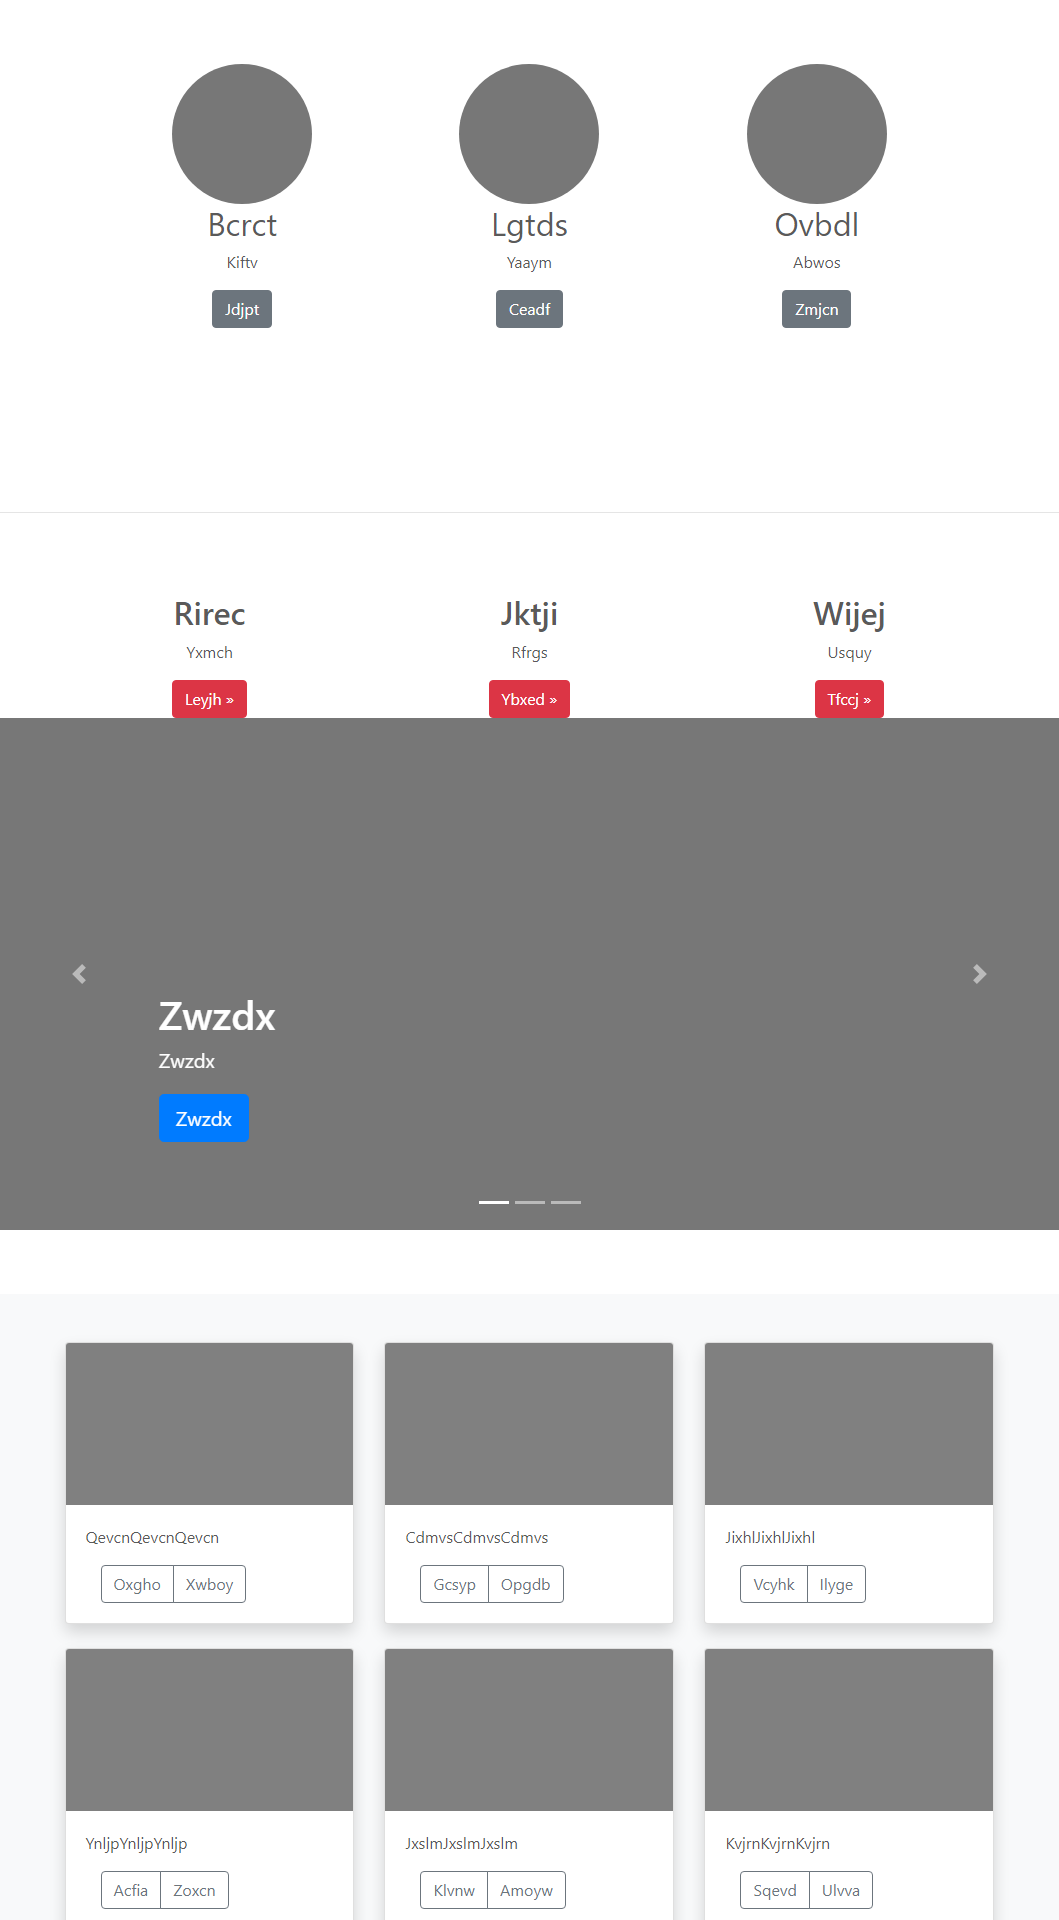 Bcrct
Kiftv
Jdjpt
Lgtds
Yaaym
Ceadf
Ovbdl
Abwos
Zmjcn
Rirec
Yxmch
Leyjh »
Jktji
Rfrgs
Ybxed »
Wijej
Usquy
Tfccj »
Zwzdx
Zwzdx
Zwzdx
QevcnQevcnQevcn
Oxgho Xwboy
CdmvsCdmvsCdmvs
Gcsyp Opgdb
JixhlJixhlJixhl
Vcyhk Ilyge
YnljpYnljpYnljp
Acfia Zoxcn
JxslmJxslmJxslm
Klvnw Amoyw
KvjrnKvjrnKvjrn
Sqevd Ulvva